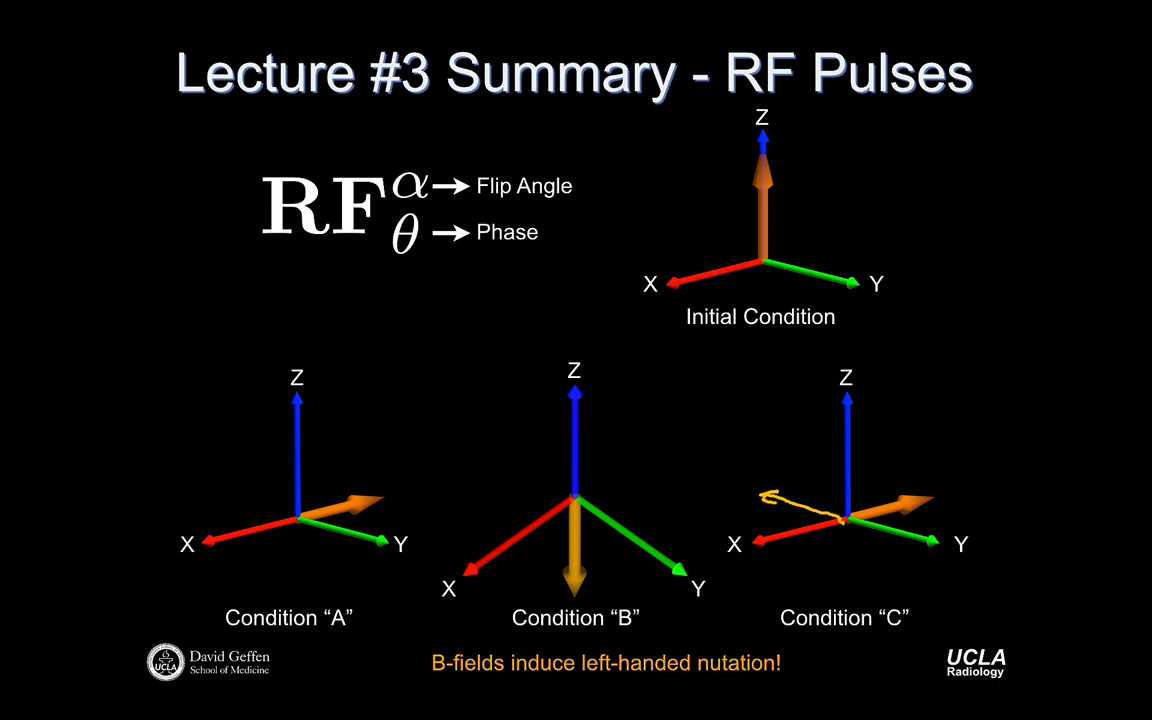 Lecture #3 Summary - RF Pulses
Z
RF α → Flip Angle
θ → Phase
X Y
Initial Condition
Z Z Z
X Y X Y X Y
Condition “A” Condition “B” Condition “C”
UCLA David Geffen School of Medicine
B-fields induce left-handed nutation!
UCLA Radiology